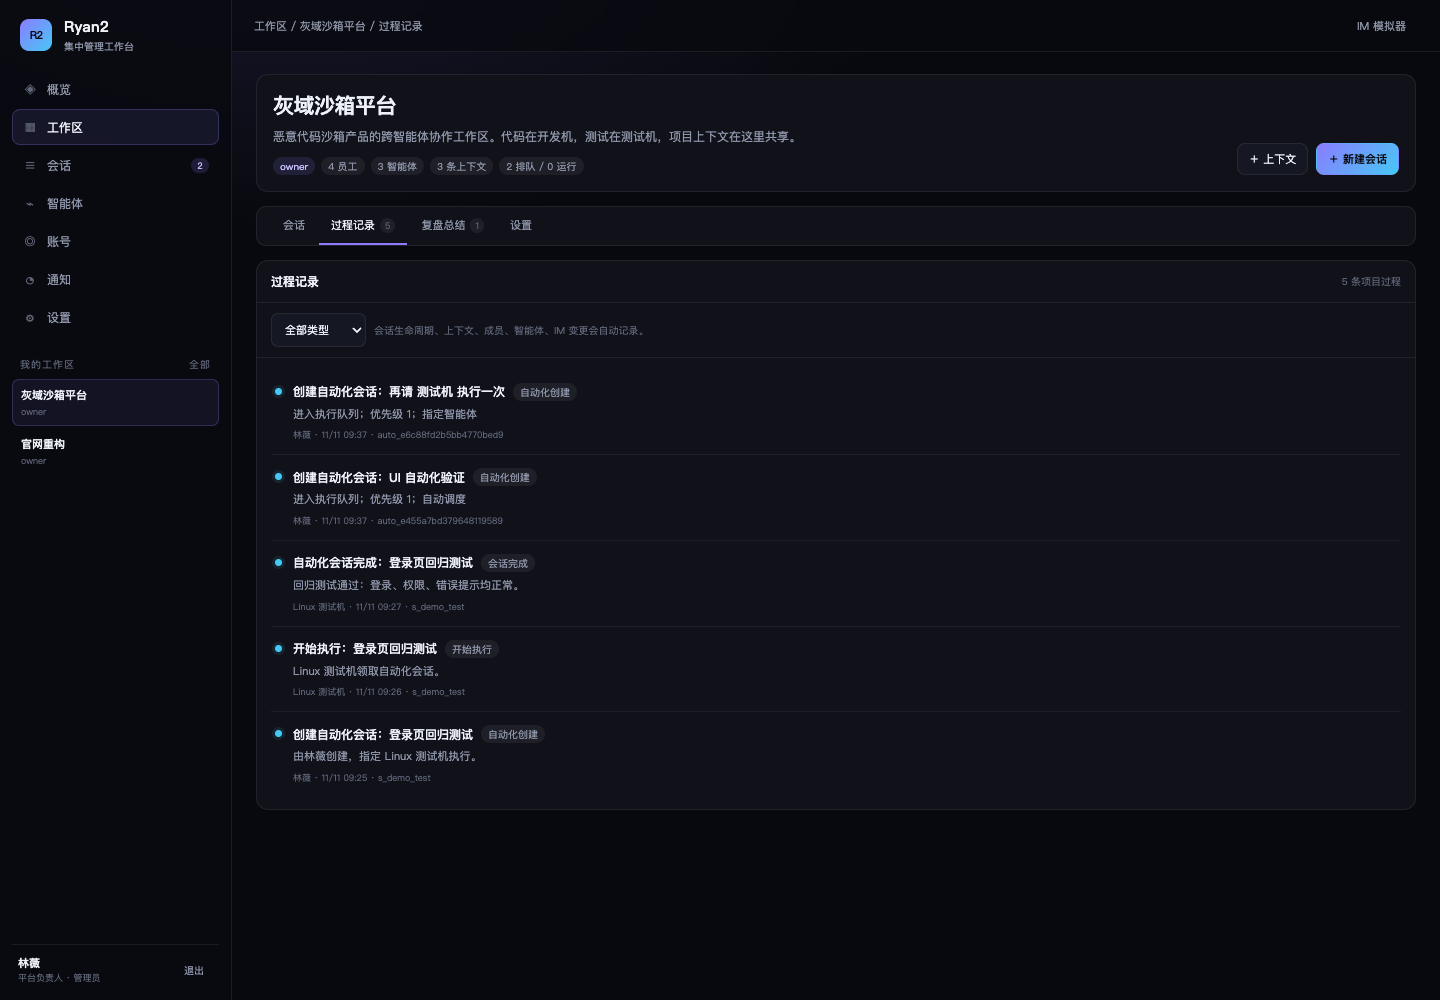 R2
Ryan2
集中管理工作台
概览
工作区
会话
2
智能体
账号
通知
设置
我的工作区
全部
灰域沙箱平台
owner
官网重构
owner
林薇
平台负责人 · 管理员
退出
工作区 / 灰域沙箱平台 / 过程记录
IM 模拟器
灰域沙箱平台
恶意代码沙箱产品的跨智能体协作工作区。代码在开发机，测试在测试机，项目上下文在这里共享。
owner
4 员工
3 智能体
3 条上下文
2 排队 / 0 运行
+ 上下文
+ 新建会话
会话
过程记录 5
复盘总结 1
设置
过程记录
5 条项目过程
全部类型
会话生命周期、上下文、成员、智能体、IM 变更会自动记录。
创建自动化会话：再请 测试机 执行一次 自动化创建
进入执行队列；优先级 1；指定智能体
林薇 · 11/11 09:37 · auto_e6c88fd2b5bb4770bed9
创建自动化会话：UI 自动化验证 自动化创建
进入执行队列；优先级 1；自动调度
林薇 · 11/11 09:37 · auto_e455a7bd379648119589
自动化会话完成：登录页回归测试 会话完成
回归测试通过：登录、权限、错误提示均正常。
Linux 测试机 · 11/11 09:27 · s_demo_test
开始执行：登录页回归测试 开始执行
Linux 测试机领取自动化会话。
Linux 测试机 · 11/11 09:26 · s_demo_test
创建自动化会话：登录页回归测试 自动化创建
由林薇创建，指定 Linux 测试机执行。
林薇 · 11/11 09:25 · s_demo_test